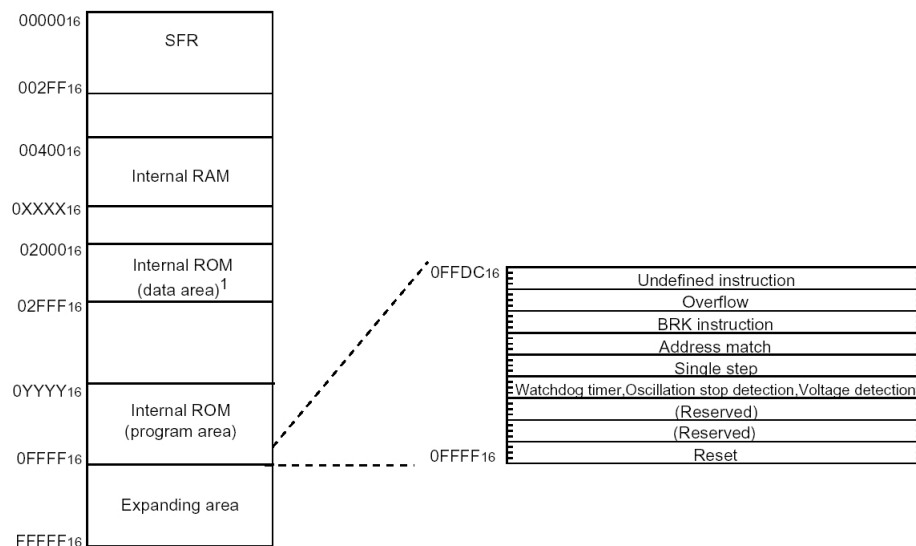 0000016
SFR
002FF16
0040016
Internal RAM
0XXXX16
0200016
Internal ROM
(data area)1
02FFF16
0YYYY16
Internal ROM
(program area)
0FFFF16
Expanding area
FFFFF16
0FFDC16
Undefined instruction
Overflow
BRK instruction
Address match
Single step
Watchdog timer,Oscillation stop detection,Voltage detection
(Reserved)
(Reserved)
Reset
0FFFF16